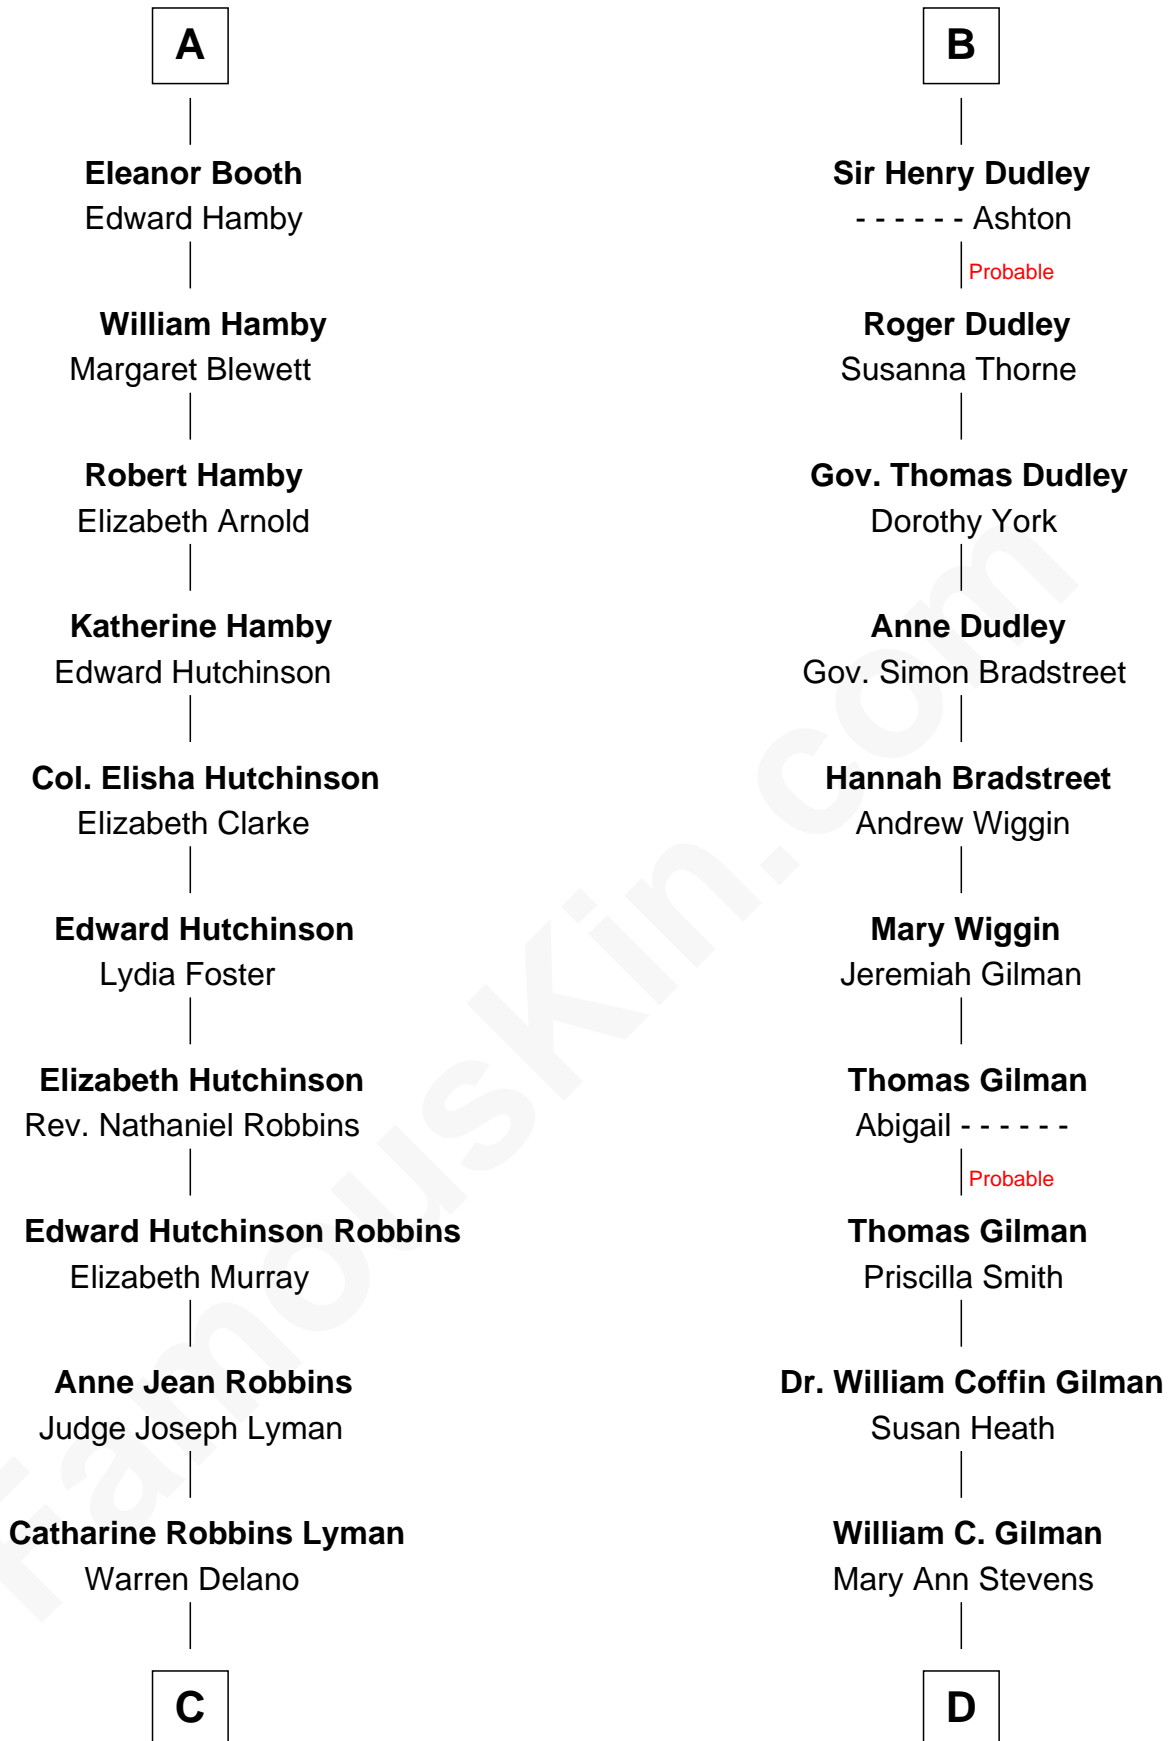 A
Eleanor Booth
Edward Hamby
William Hamby
Margaret Blewett
Robert Hamby
Elizabeth Arnold
Katherine Hamby
Edward Hutchinson
Col. Elisha Hutchinson
Elizabeth Clarke
Edward Hutchinson
Lydia Foster
Elizabeth Hutchinson
Rev. Nathaniel Robbins
Edward Hutchinson Robbins
Elizabeth Murray
Anne Jean Robbins
Judge Joseph Lyman
Catharine Robbins Lyman
Warren Delano
C
B
Sir Henry Dudley
- - - - - - Ashton
Probable
Roger Dudley
Susanna Thorne
Gov. Thomas Dudley
Dorothy York
Anne Dudley
Gov. Simon Bradstreet
Hannah Bradstreet
Andrew Wiggin
Mary Wiggin
Jeremiah Gilman
Thomas Gilman
Abigail - - - - - -
Probable
Thomas Gilman
Priscilla Smith
Dr. William Coffin Gilman
Susan Heath
William C. Gilman
Mary Ann Stevens
D
FamousKin.com